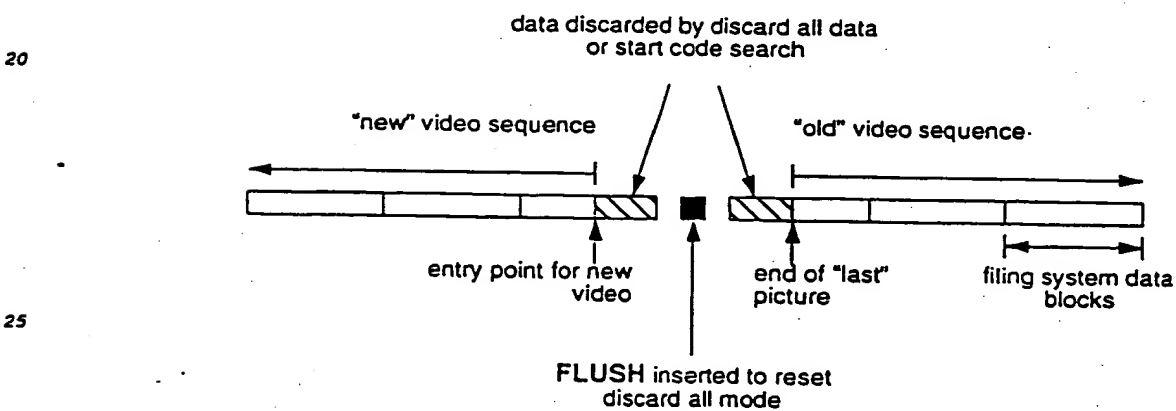 data discarded by discard all data
or start code search
20
"new" video sequence
"old" video sequence
entry point for new
video
end of "last"
picture
filing system data
blocks
25
FLUSH inserted to reset
discard all mode